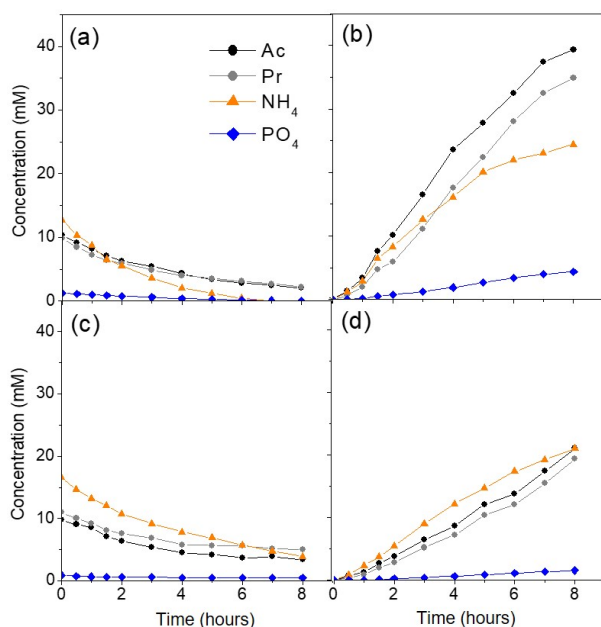 (a)
Ac
Pr
NH₄
PO₄
(b)
Concentration (mM)
40
30
20
10
0
(c)
(d)
Concentration (mM)
40
30
20
10
0
0 2 4 6 8
0 2 4 6 8
Time (hours)
Time (hours)